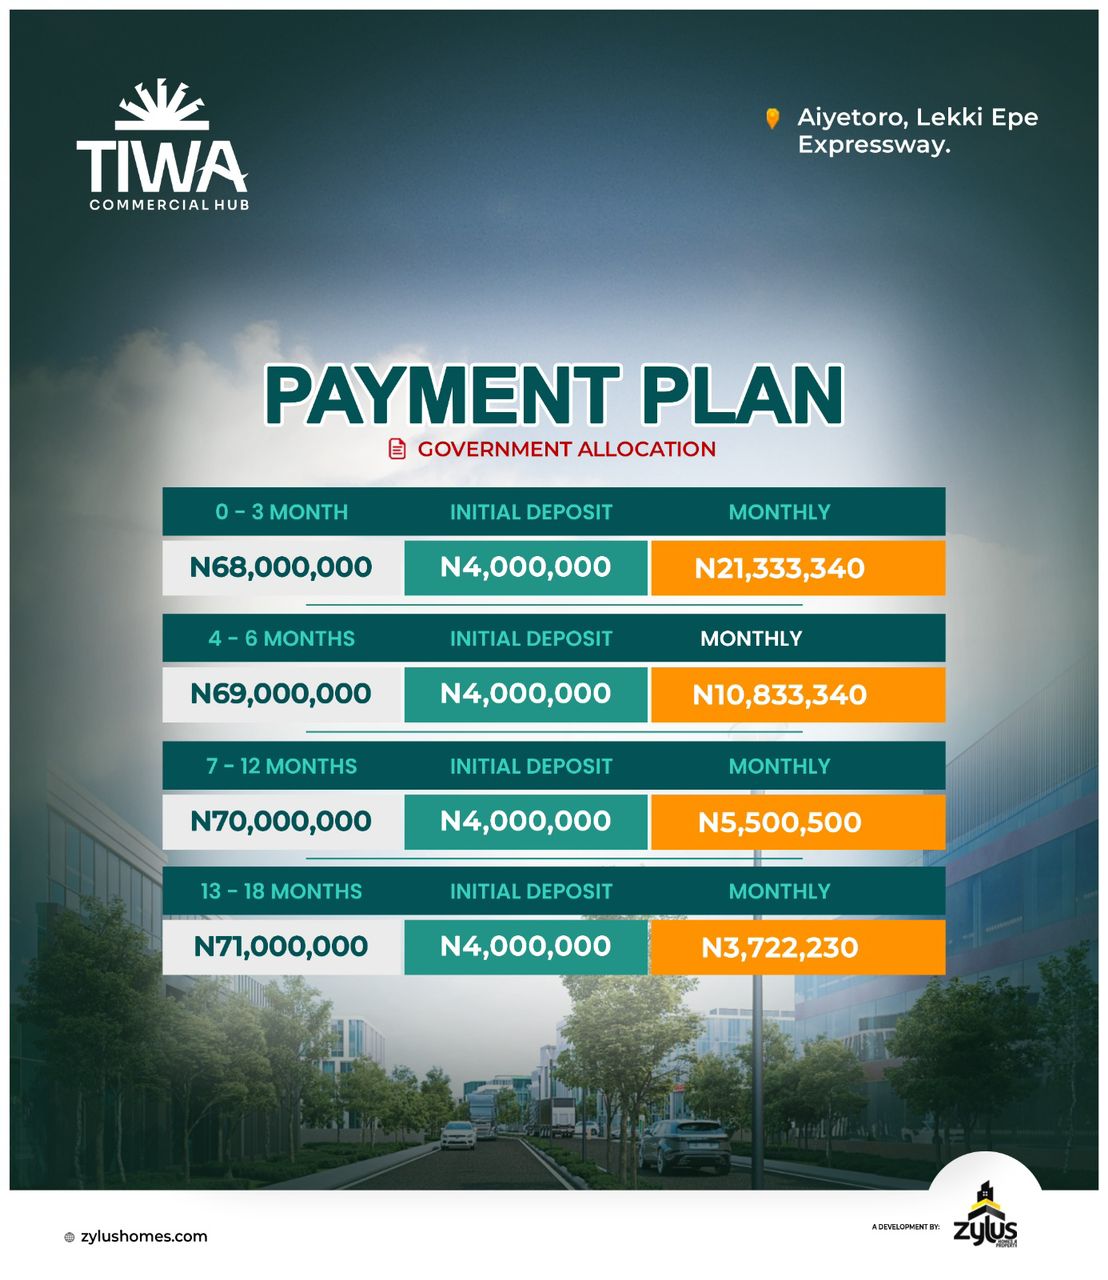 TIWA
COMMERCIAL HUB
Aiyetoro, Lekki Epe
Expressway.
PAYMENT PLAN
GOVERNMENT ALLOCATION
0 - 3 MONTH INITIAL DEPOSIT MONTHLY
N68,000,000 N4,000,000 N21,333,340
4 - 6 MONTHS INITIAL DEPOSIT MONTHLY
N69,000,000 N4,000,000 N10,833,340
7 - 12 MONTHS INITIAL DEPOSIT MONTHLY
N70,000,000 N4,000,000 N5,500,500
13 - 18 MONTHS INITIAL DEPOSIT MONTHLY
N71,000,000 N4,000,000 N3,722,230
zylushomes.com
A DEVELOPMENT BY:
zylus
HOMES &
PROPERTY